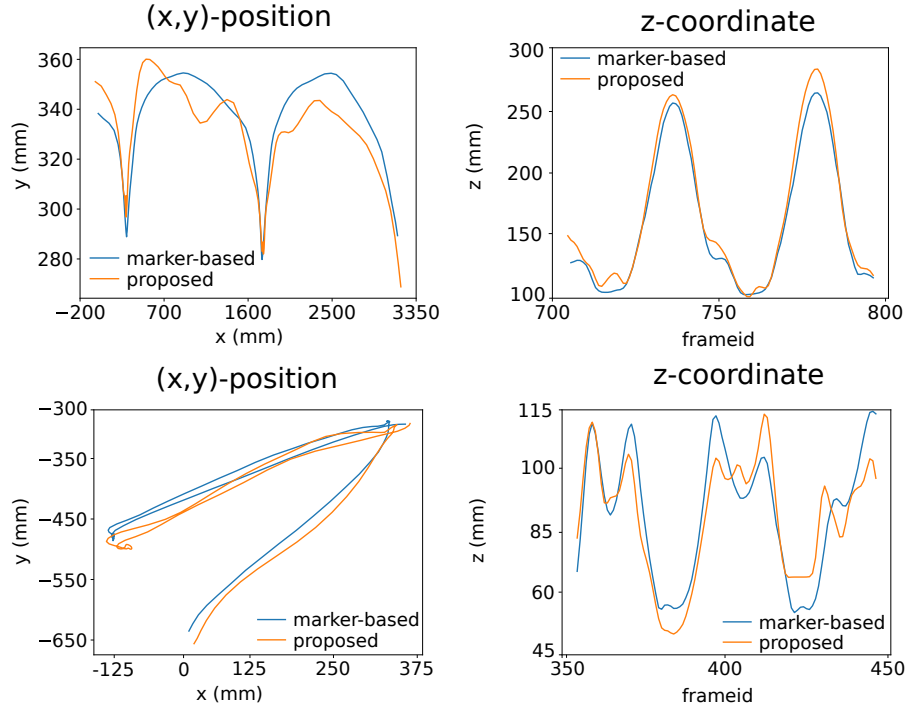 (x,y)-position
360
340
320
300
280
y (mm)
marker-based
proposed
−200
700
1600
2500
3350
x (mm)
z-coordinate
300
250
200
150
100
z (mm)
marker-based
proposed
700
750
800
frameid
(x,y)-position
−300
−350
−450
−550
−650
y (mm)
marker-based
proposed
−125
0
125
250
375
x (mm)
z-coordinate
115
100
85
60
45
z (mm)
marker-based
proposed
350
400
450
frameid